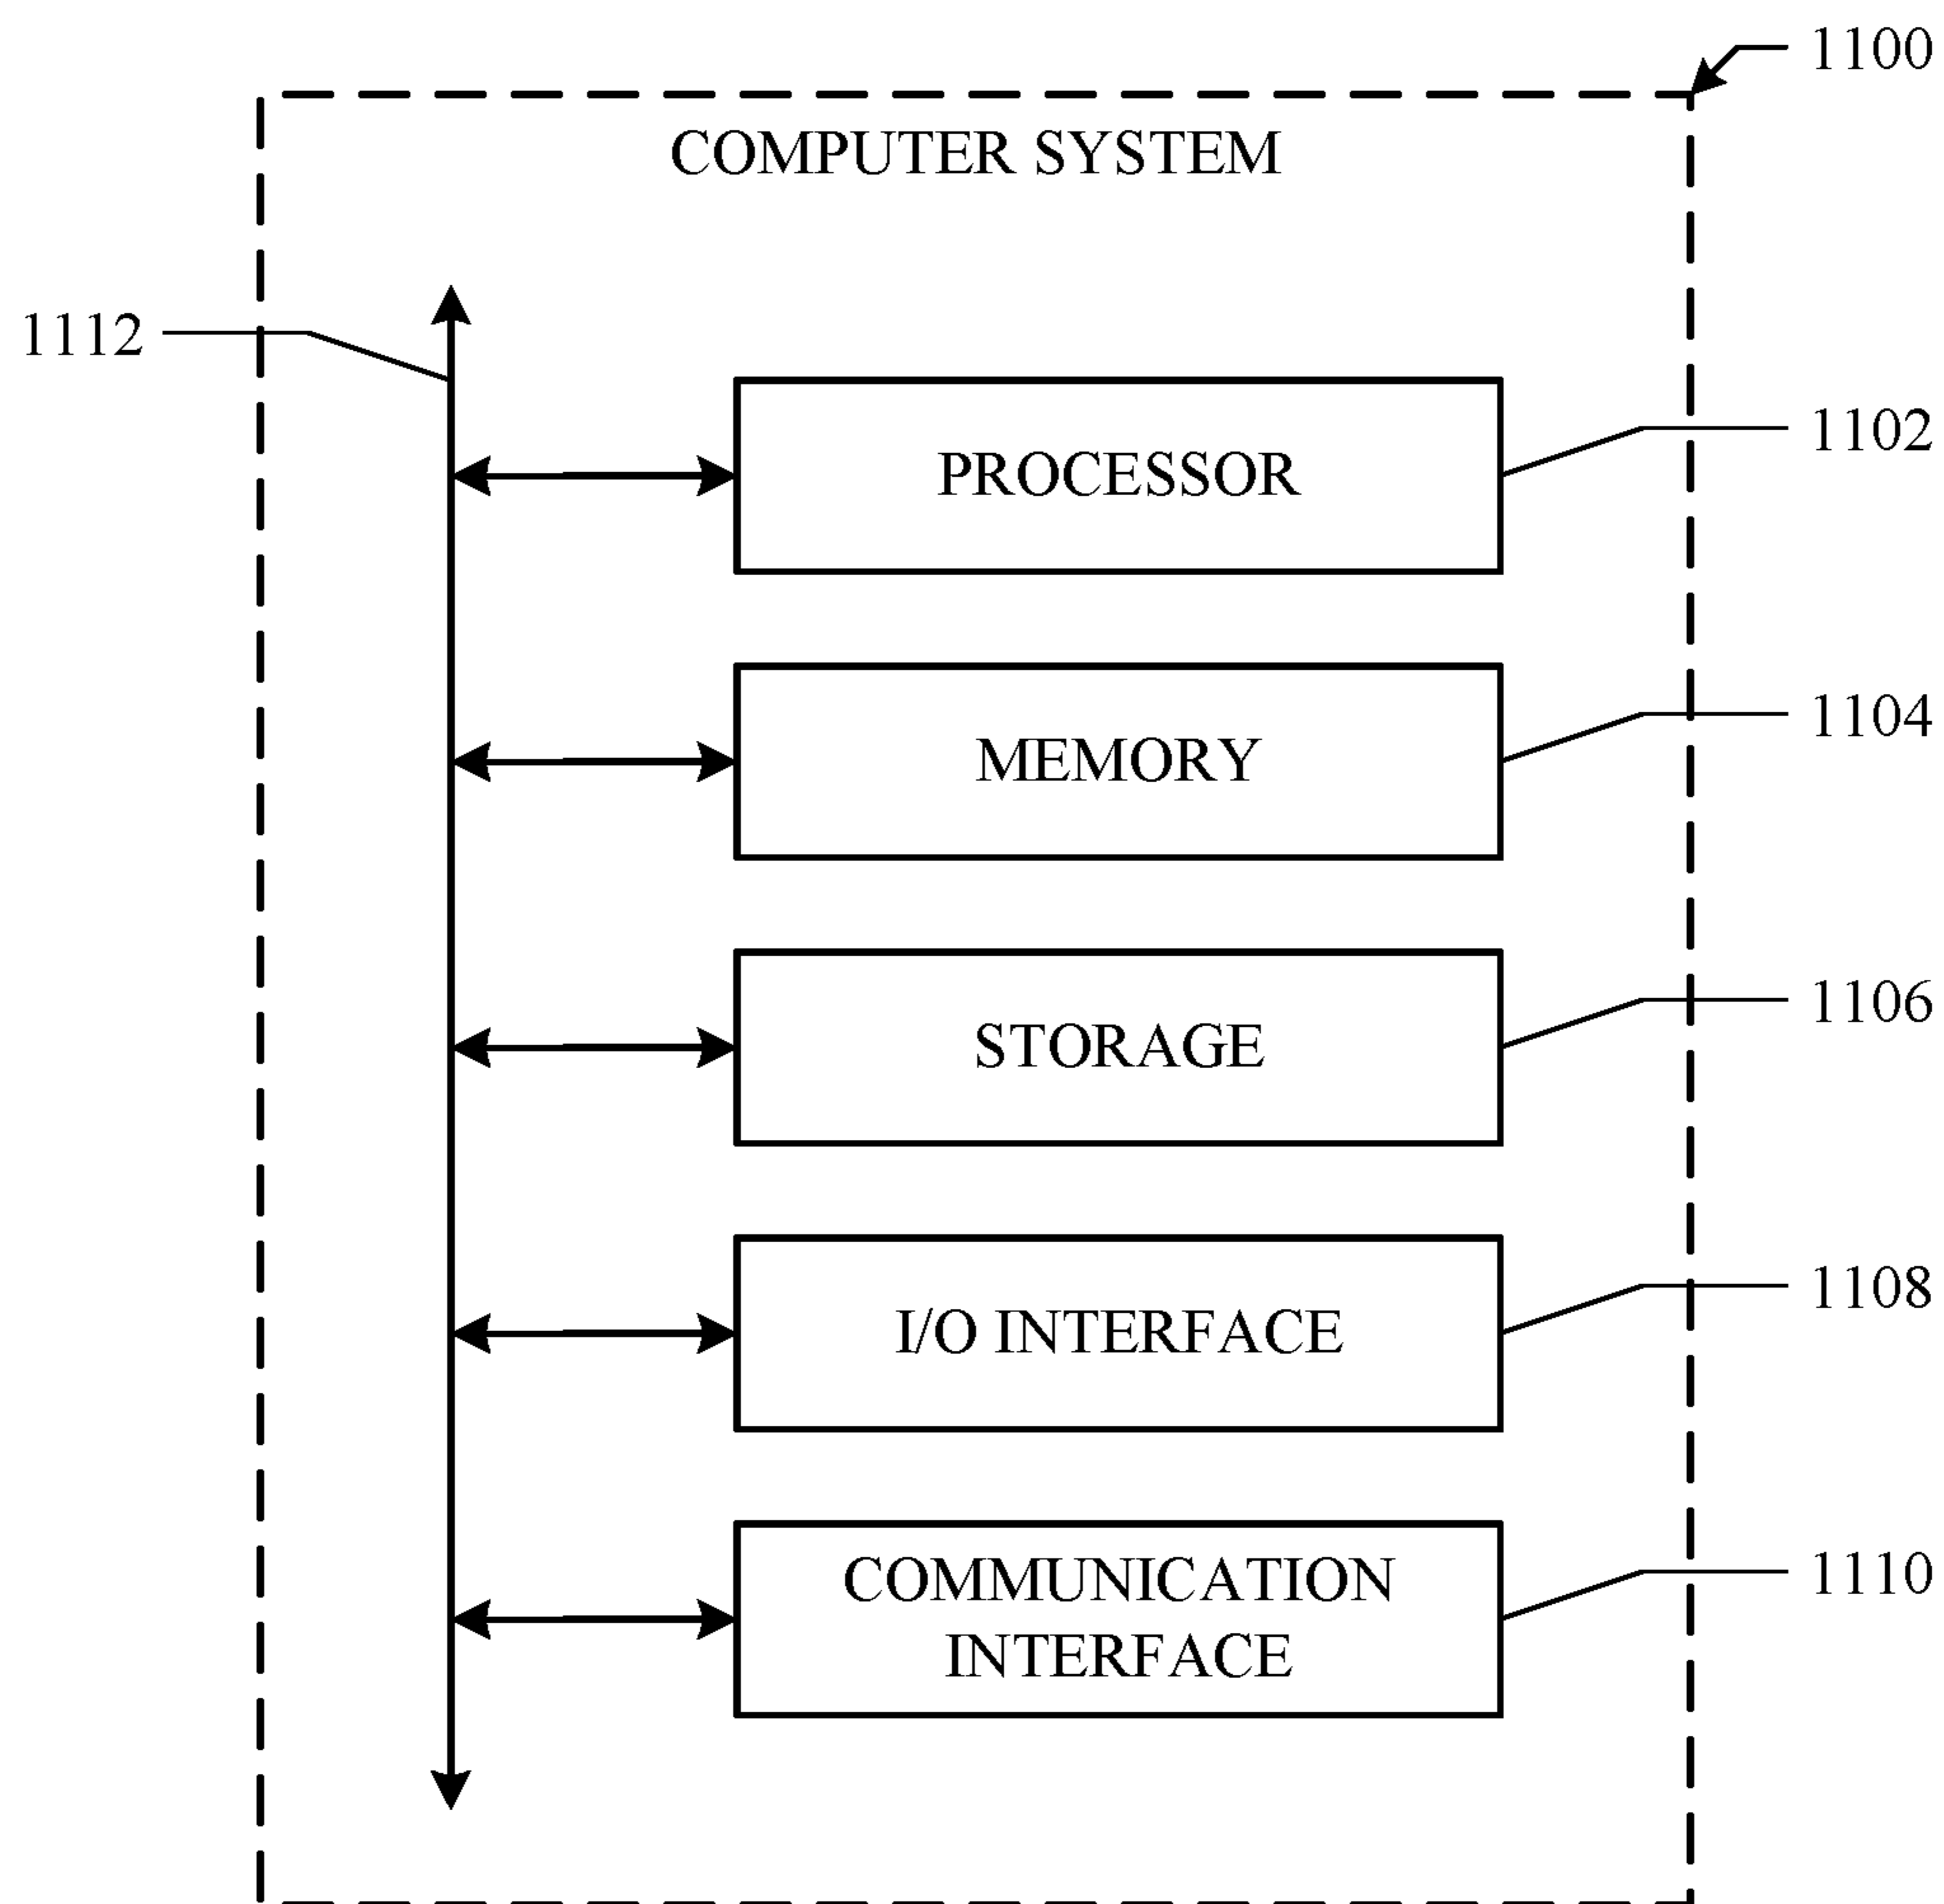 1100
COMPUTER SYSTEM
1112
1102
PROCESSOR
1104
MEMORY
1106
STORAGE
1108
I/O INTERFACE
1110
COMMUNICATION
INTERFACE